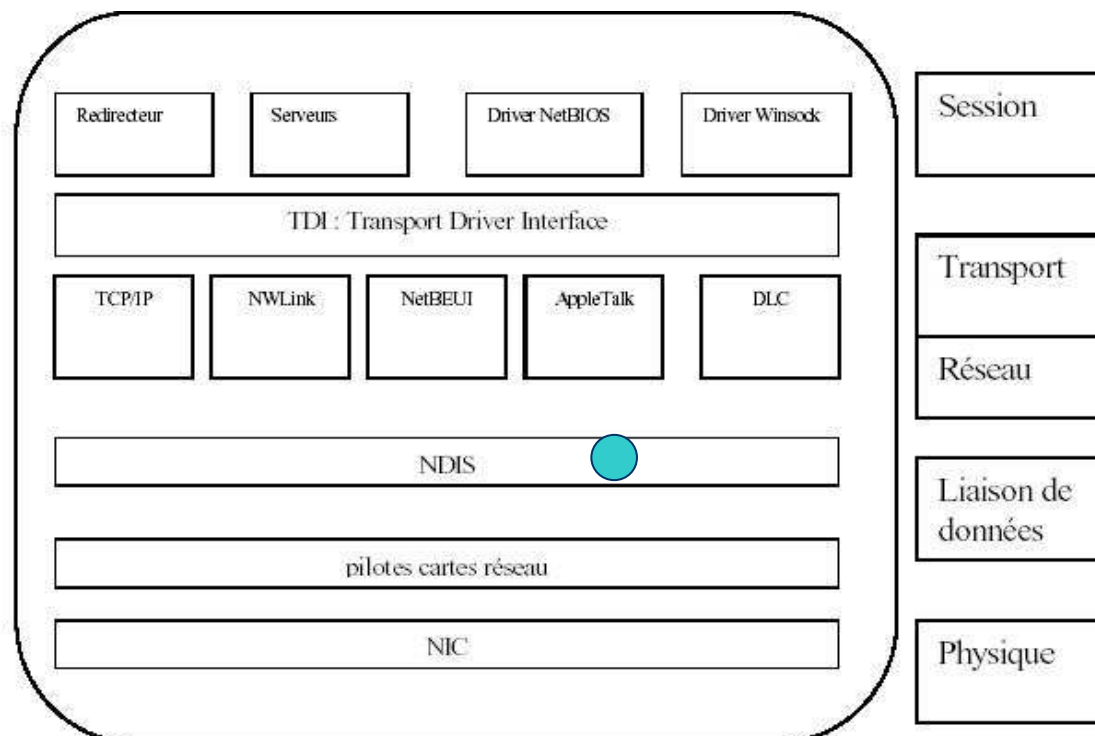 Redirecteur
Serveurs
Driver NetBIOS
Driver Winsock
Session
TDI : Transport Driver Interface
TCP/IP
NWLink
NetBEUI
AppleTalk
DLC
Transport
Réseau
NDIS
Liaison de
données
pilotes cartes réseau
NIC
Physique